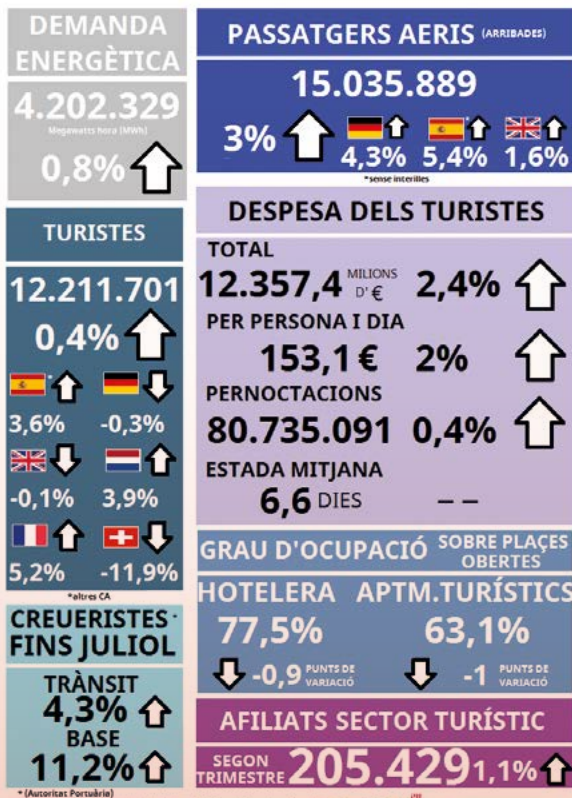 DEMANDA
ENERGÈTICA
4.202.329
Megawatts hora (MWh)
0,8%
PASSATGERS AERIS (ARRIBADES)
15.035.889
3%
*
4,3% 5,4% 1,6%
*sense interilles
TURISTES
12.211.701
0,4%
*
3,6% -0,3%
-0,1% 3,9%
5,2% -11,9%
*altres CA
DESPESA DELS TURISTES
TOTAL
12.357,4 MILIONS D'€ 2,4%
PER PERSONA I DIA
153,1 € 2%
PERNOCTACIONS
80.735.091 0,4%
ESTADA MITJANA
6,6 DIES – –
GRAU D'OCUPACIÓ SOBRE PLAÇES
OBERTES
HOTELERA APTM.TURÍSTICS
77,5% 63,1%
-0,9 PUNTS DE VARIACIÓ -1 PUNTS DE VARIACIÓ
CREUERISTES *
FINS JULIOL
TRÀNSIT
4,3%
BASE
11,2%
* (Autoritat Portuària)
AFILIATS SECTOR TURÍSTIC
SEGON TRIMESTRE 205.429 1,1%